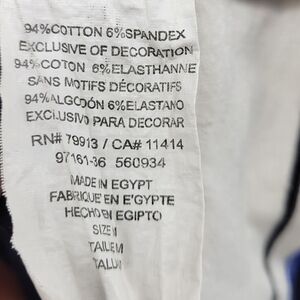 94%COTTON 6%SPANDEX
EXCLUSIVE OF DECORATION
94%COTON 6%ELASTHANNE
SANS MOTIFS DÉCORATIFS
94%ALGODÓN 6%ELASTANO
EXCLUSIVO PARA DECORAR
RN# 79913 / CA# 11414
97161-36 560934
MADE IN EGYPT
FABRIQUE EN E'GYPTE
HECHO EN EGIPTO
SIZE